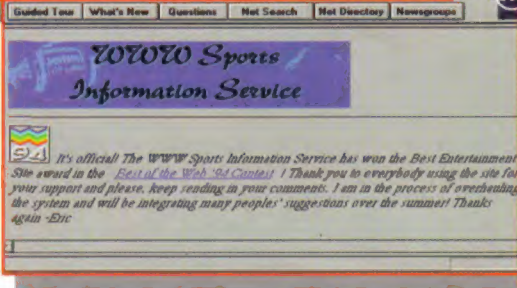 Guided Tour What's New Questions Net Search Net Directory Newsgroups
WWW Sports
Information Service
94 It's official! The WWW Sports Information Service has won the Best Entertainment
Site award in the Best of the Web '94 Contest ! Thank you to everybody using the site for
your support and please, keep sending in your comments. I am in the process of overhauling
the system and will be integrating many peoples' suggestions over the summer! Thanks
again -Eric